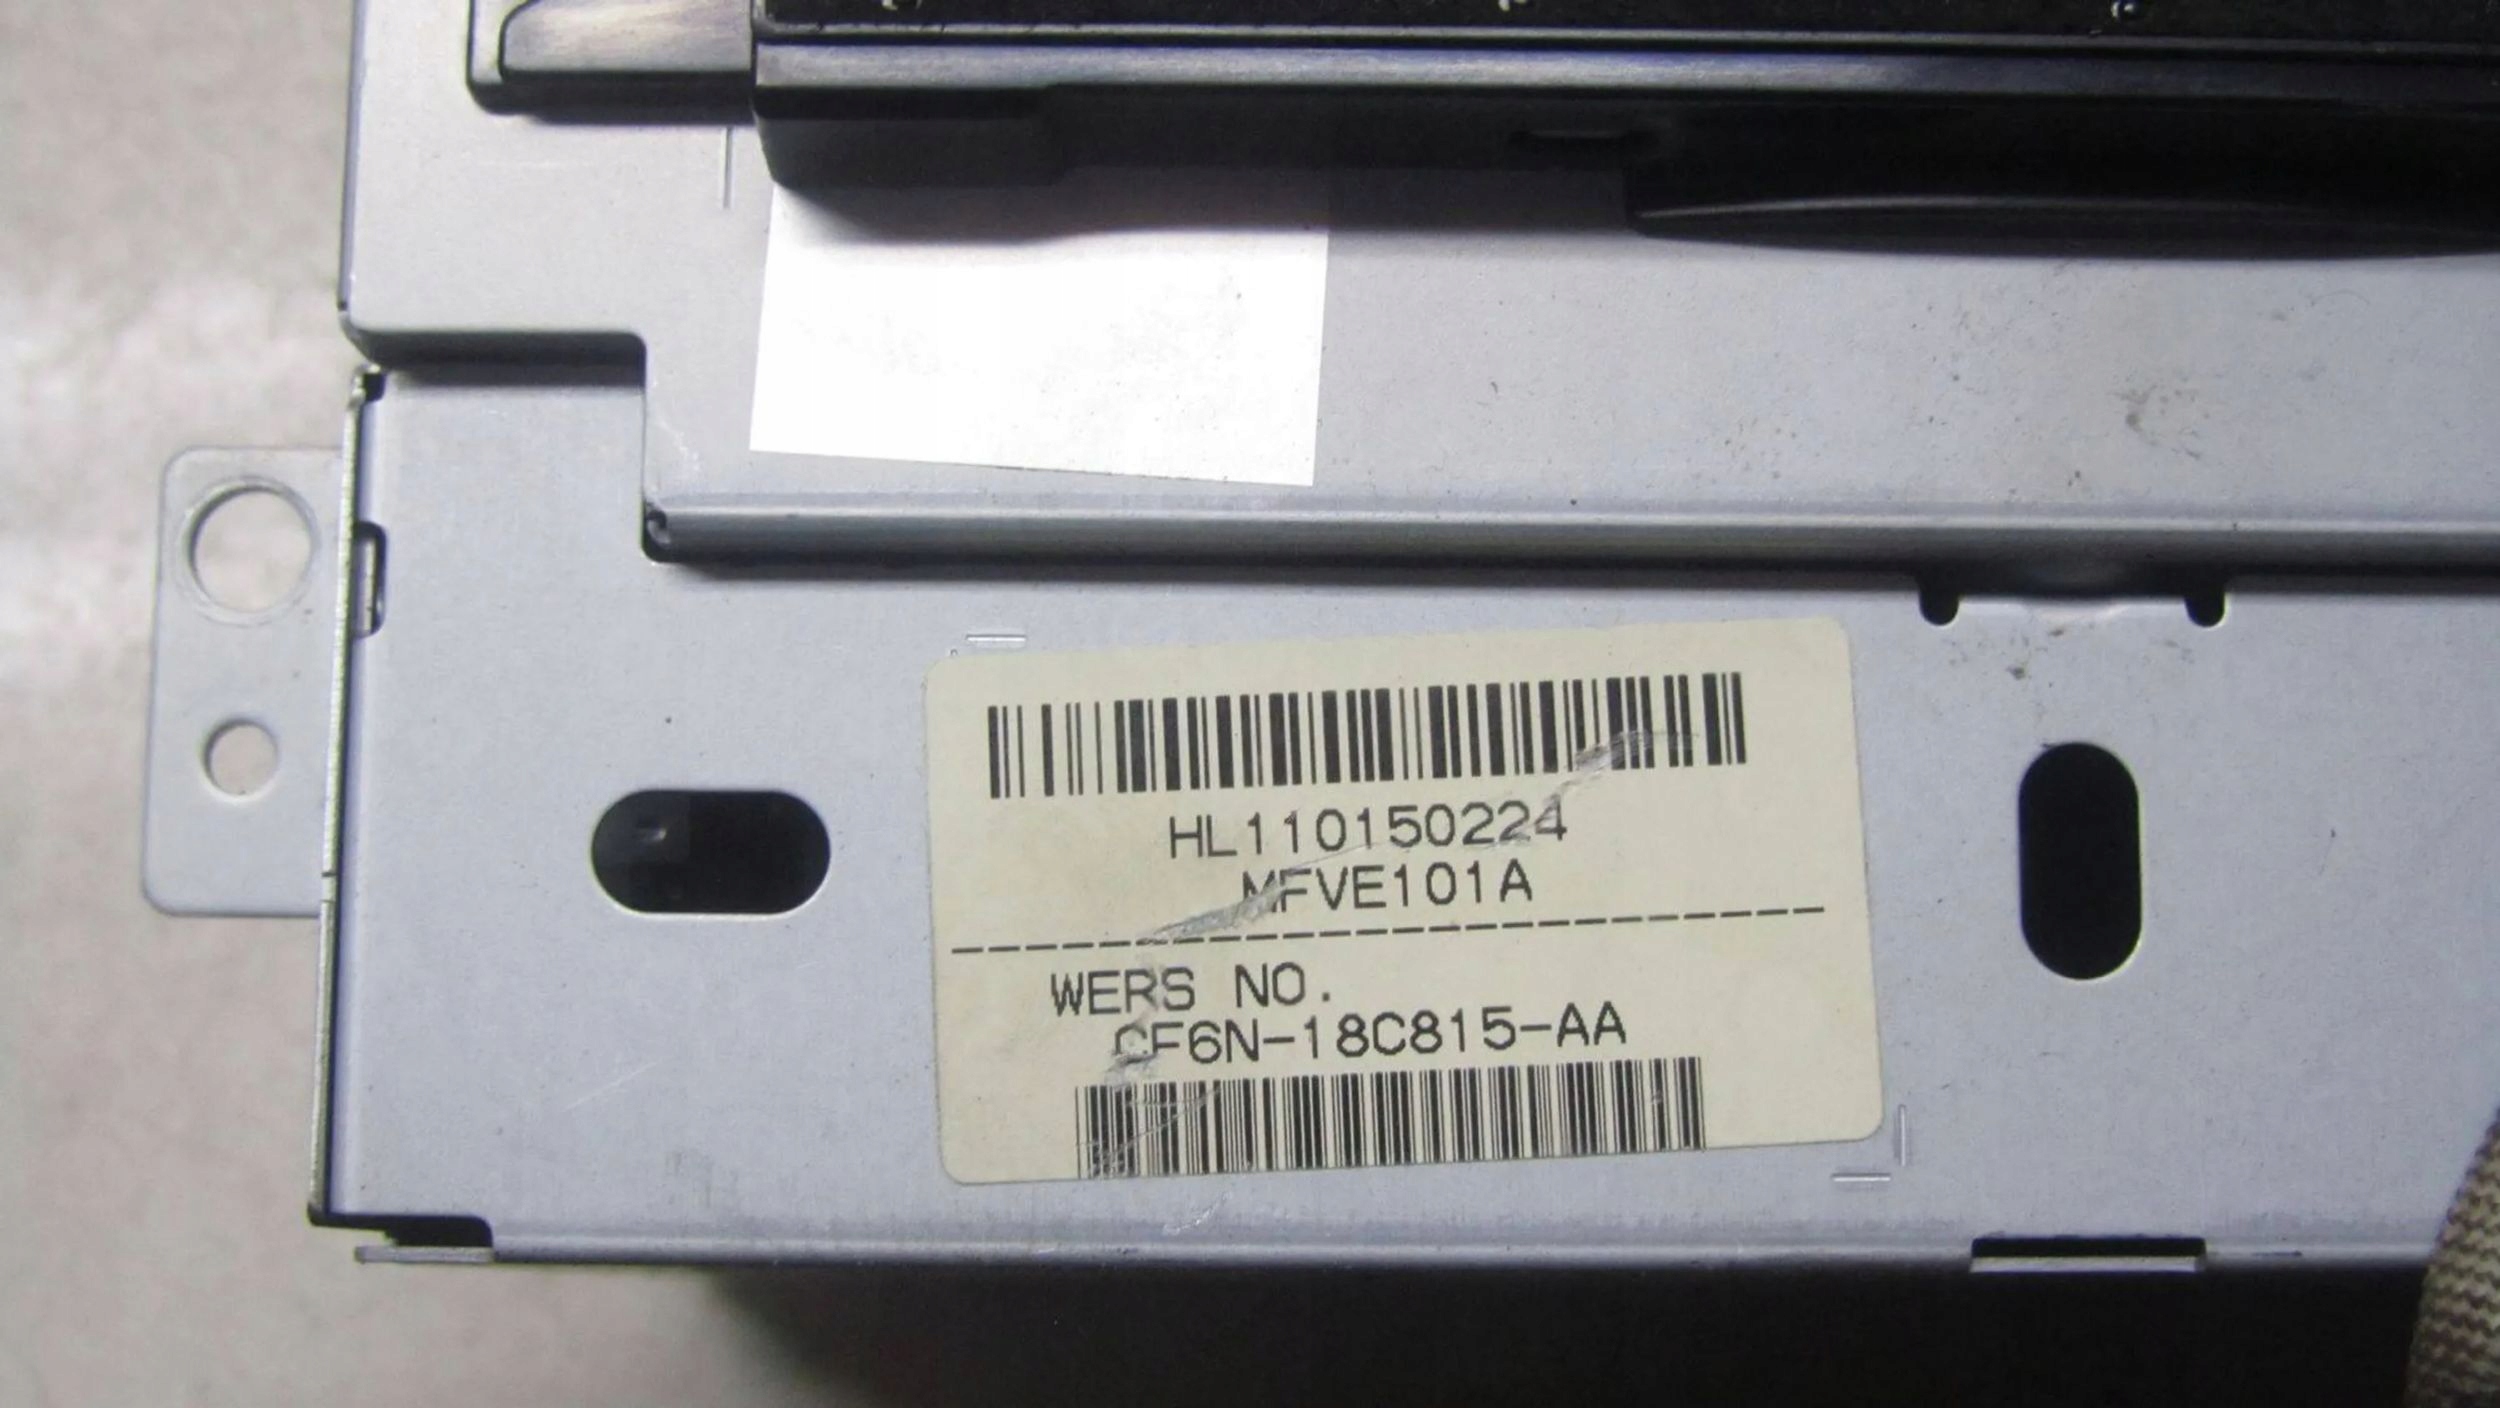 HL110150224
MFVE101A
WERS NO.
CF6N-18C815-AA